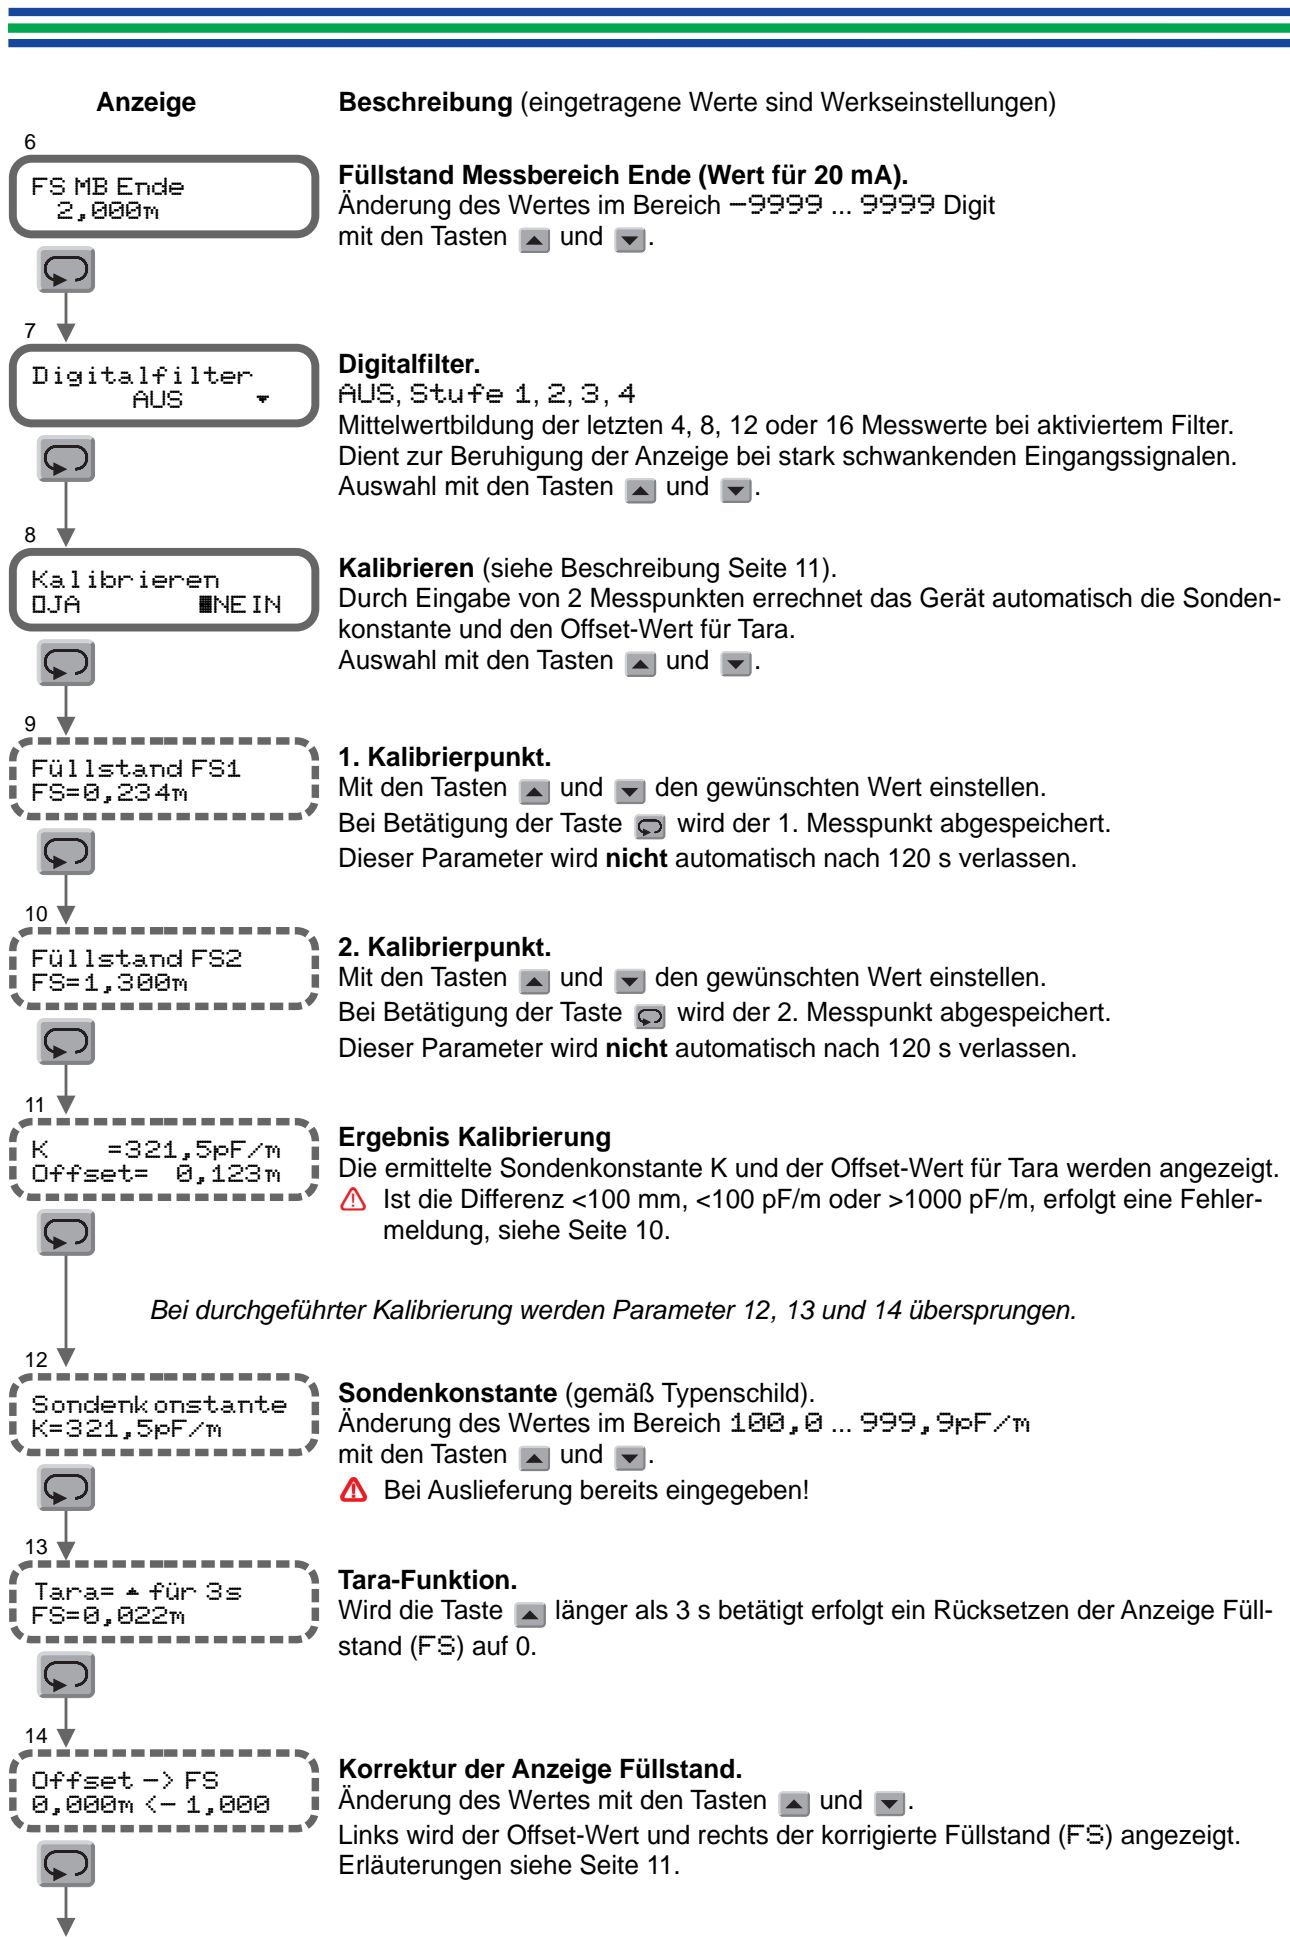 Anzeige
Beschreibung (eingetragene Werte sind Werkseinstellungen)
6
FS MB Ende
2,000m
Füllstand Messbereich Ende (Wert für 20 mA).
Änderung des Wertes im Bereich –9999 ... 9999 Digit
mit den Tasten und .
7
Digitalfilter
AUS
Digitalfilter.
AUS, Stufe 1, 2, 3, 4
Mittelwertbildung der letzten 4, 8, 12 oder 16 Messwerte bei aktiviertem Filter.
Dient zur Beruhigung der Anzeige bei stark schwankenden Eingangssignalen.
Auswahl mit den Tasten und .
8
Kalibrieren
JA NEIN
Kalibrieren (siehe Beschreibung Seite 11).
Durch Eingabe von 2 Messpunkten errechnet das Gerät automatisch die Sonden-
konstante und den Offset-Wert für Tara.
Auswahl mit den Tasten und .
9
Füllstand FS1
FS=0,234m
1. Kalibrierpunkt.
Mit den Tasten und den gewünschten Wert einstellen.
Bei Betätigung der Taste wird der 1. Messpunkt abgespeichert.
Dieser Parameter wird nicht automatisch nach 120 s verlassen.
10
Füllstand FS2
FS=1,300m
2. Kalibrierpunkt.
Mit den Tasten und den gewünschten Wert einstellen.
Bei Betätigung der Taste wird der 2. Messpunkt abgespeichert.
Dieser Parameter wird nicht automatisch nach 120 s verlassen.
11
K =321,5pF/m
Offset= 0,123m
Ergebnis Kalibrierung
Die ermittelte Sondenkonstante K und der Offset-Wert für Tara werden angezeigt.
Ist die Differenz <100 mm, <100 pF/m oder >1000 pF/m, erfolgt eine Fehler-
meldung, siehe Seite 10.
Bei durchgeführter Kalibrierung werden Parameter 12, 13 und 14 übersprungen.
12
Sondenkonstante
K=321,5pF/m
Sondenkonstante (gemäß Typenschild).
Änderung des Wertes im Bereich 100,0 ... 999,9pF/m
mit den Tasten und .
Bei Auslieferung bereits eingegeben!
13
Tara= ▲ für 3s
FS=0,022m
Tara-Funktion.
Wird die Taste länger als 3 s betätigt erfolgt ein Rücksetzen der Anzeige Füll-
stand (FS) auf 0.
14
Offset –> FS
0,000m <– 1,000
Korrektur der Anzeige Füllstand.
Änderung des Wertes mit den Tasten und .
Links wird der Offset-Wert und rechts der korrigierte Füllstand (FS) angezeigt.
Erläuterungen siehe Seite 11.